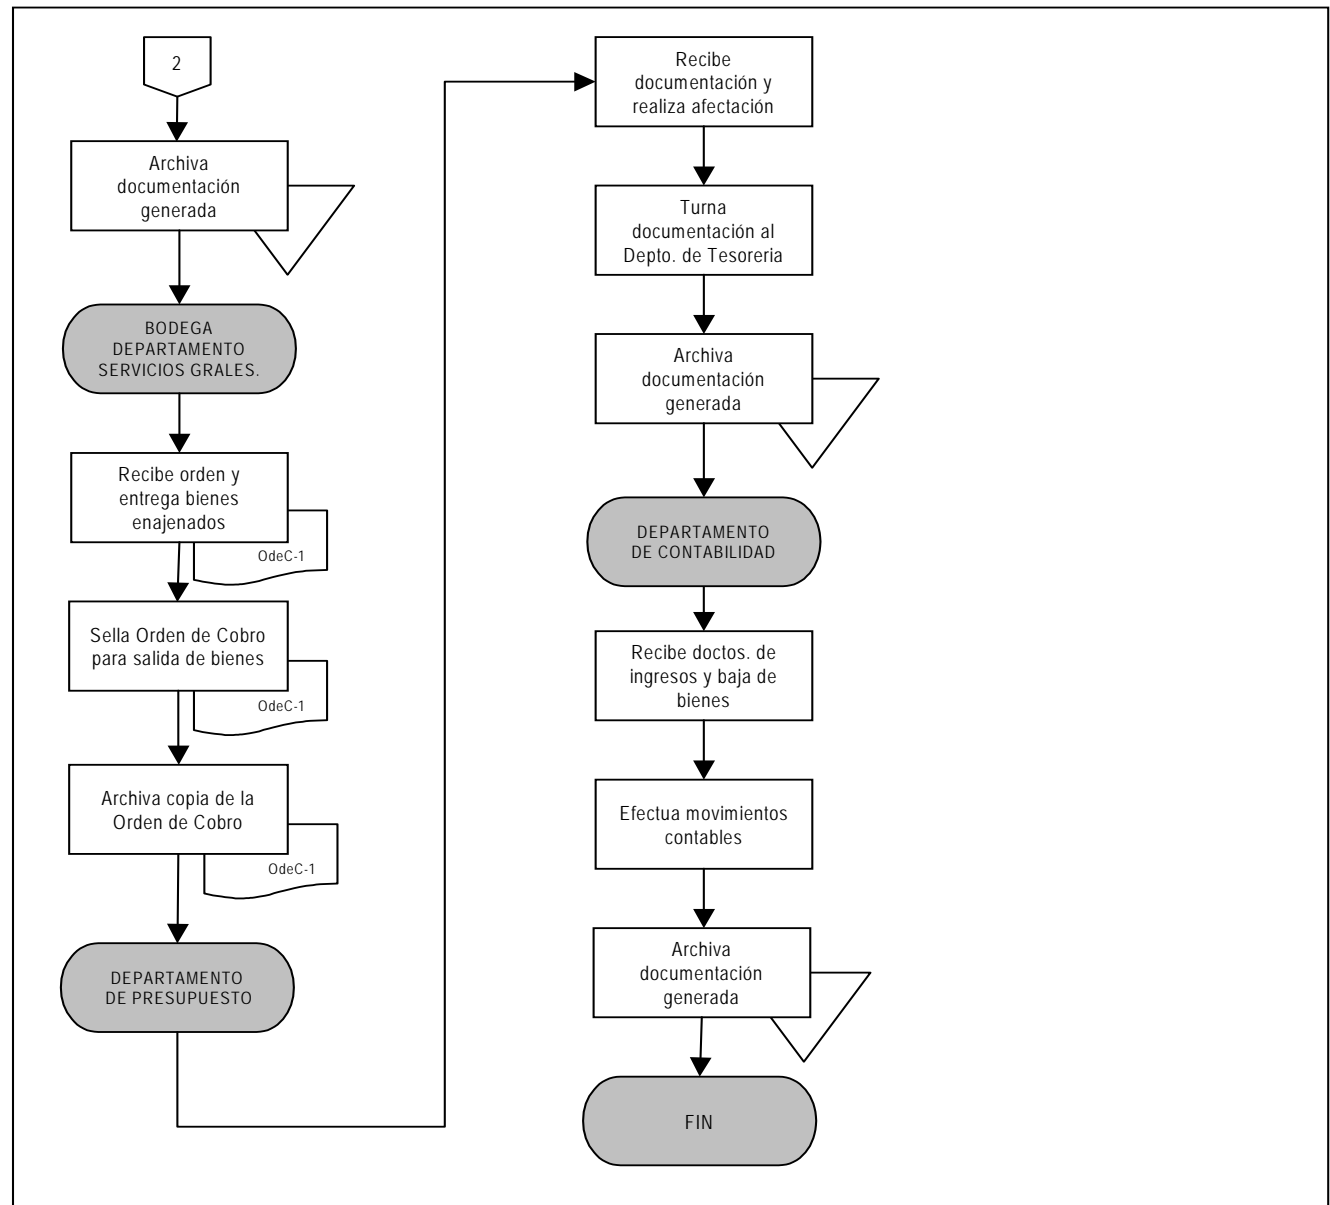 2
Archiva
documentación
generada
BODEGA
DEPARTAMENTO
SERVICIOS GRALES.
Recibe orden y
entrega bienes
enajenados
OdeC-1
Sella Orden de Cobro
para salida de bienes
OdeC-1
Archiva copia de la
Orden de Cobro
OdeC-1
DEPARTAMENTO
DE PRESUPUESTO
Recibe
documentación y
realiza afectación
Turna
documentación al
Depto. de Tesoreria
Archiva
documentación
generada
DEPARTAMENTO
DE CONTABILIDAD
Recibe doctos. de
ingresos y baja de
bienes
Efectua movimientos
contables
Archiva
documentación
generada
FIN